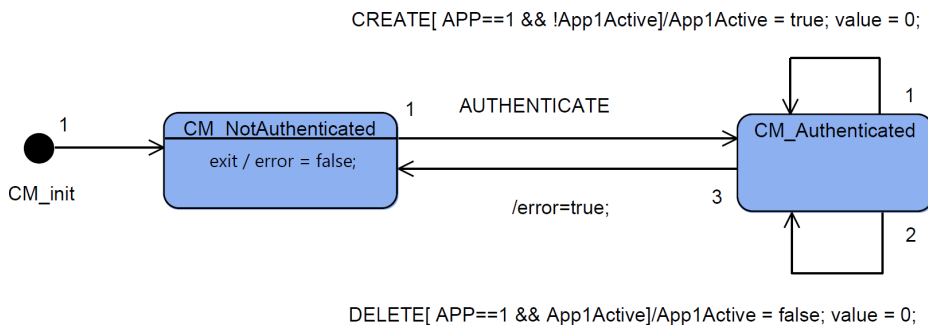 CREATE[ APP==1 && !App1Active]/App1Active = true; value = 0;
1
CM_NotAuthenticated
1
AUTHENTICATE
1
CM_Authenticated
exit / error = false;
CM_init
3
/error=true;
2
DELETE[ APP==1 && App1Active]/App1Active = false; value = 0;